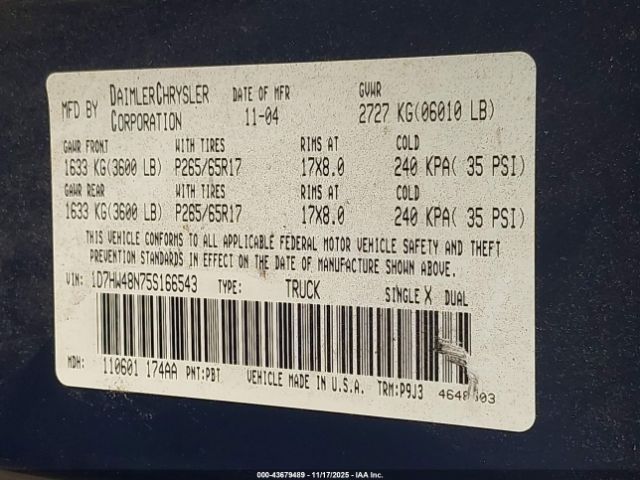 MFD BY DAIMLERCHRYSLER CORPORATION DATE OF MFR 11-04 GVWR 2727 KG(06010 LB)
GAWR FRONT WITH TIRES RIMS AT COLD
1633 KG(3600 LB) P265/65R17 17X8.0 240 KPA( 35 PSI)
GAWR REAR WITH TIRES RIMS AT COLD
1633 KG(3600 LB) P265/65R17 17X8.0 240 KPA( 35 PSI)
THIS VEHICLE CONFORMS TO ALL APPLICABLE FEDERAL MOTOR VEHICLE SAFETY AND THEFT
PREVENTION STANDARDS IN EFFECT ON THE DATE OF MANUFACTURE SHOWN ABOVE.
VIN: 1D7HW48N75S166543 TYPE: TRUCK SINGLE X DUAL
MDH: 110601 174AA PNT:PBT VEHICLE MADE IN U.S.A. TRM:P9J3
000-43679489 - 11/17/2025 - IAA Inc.